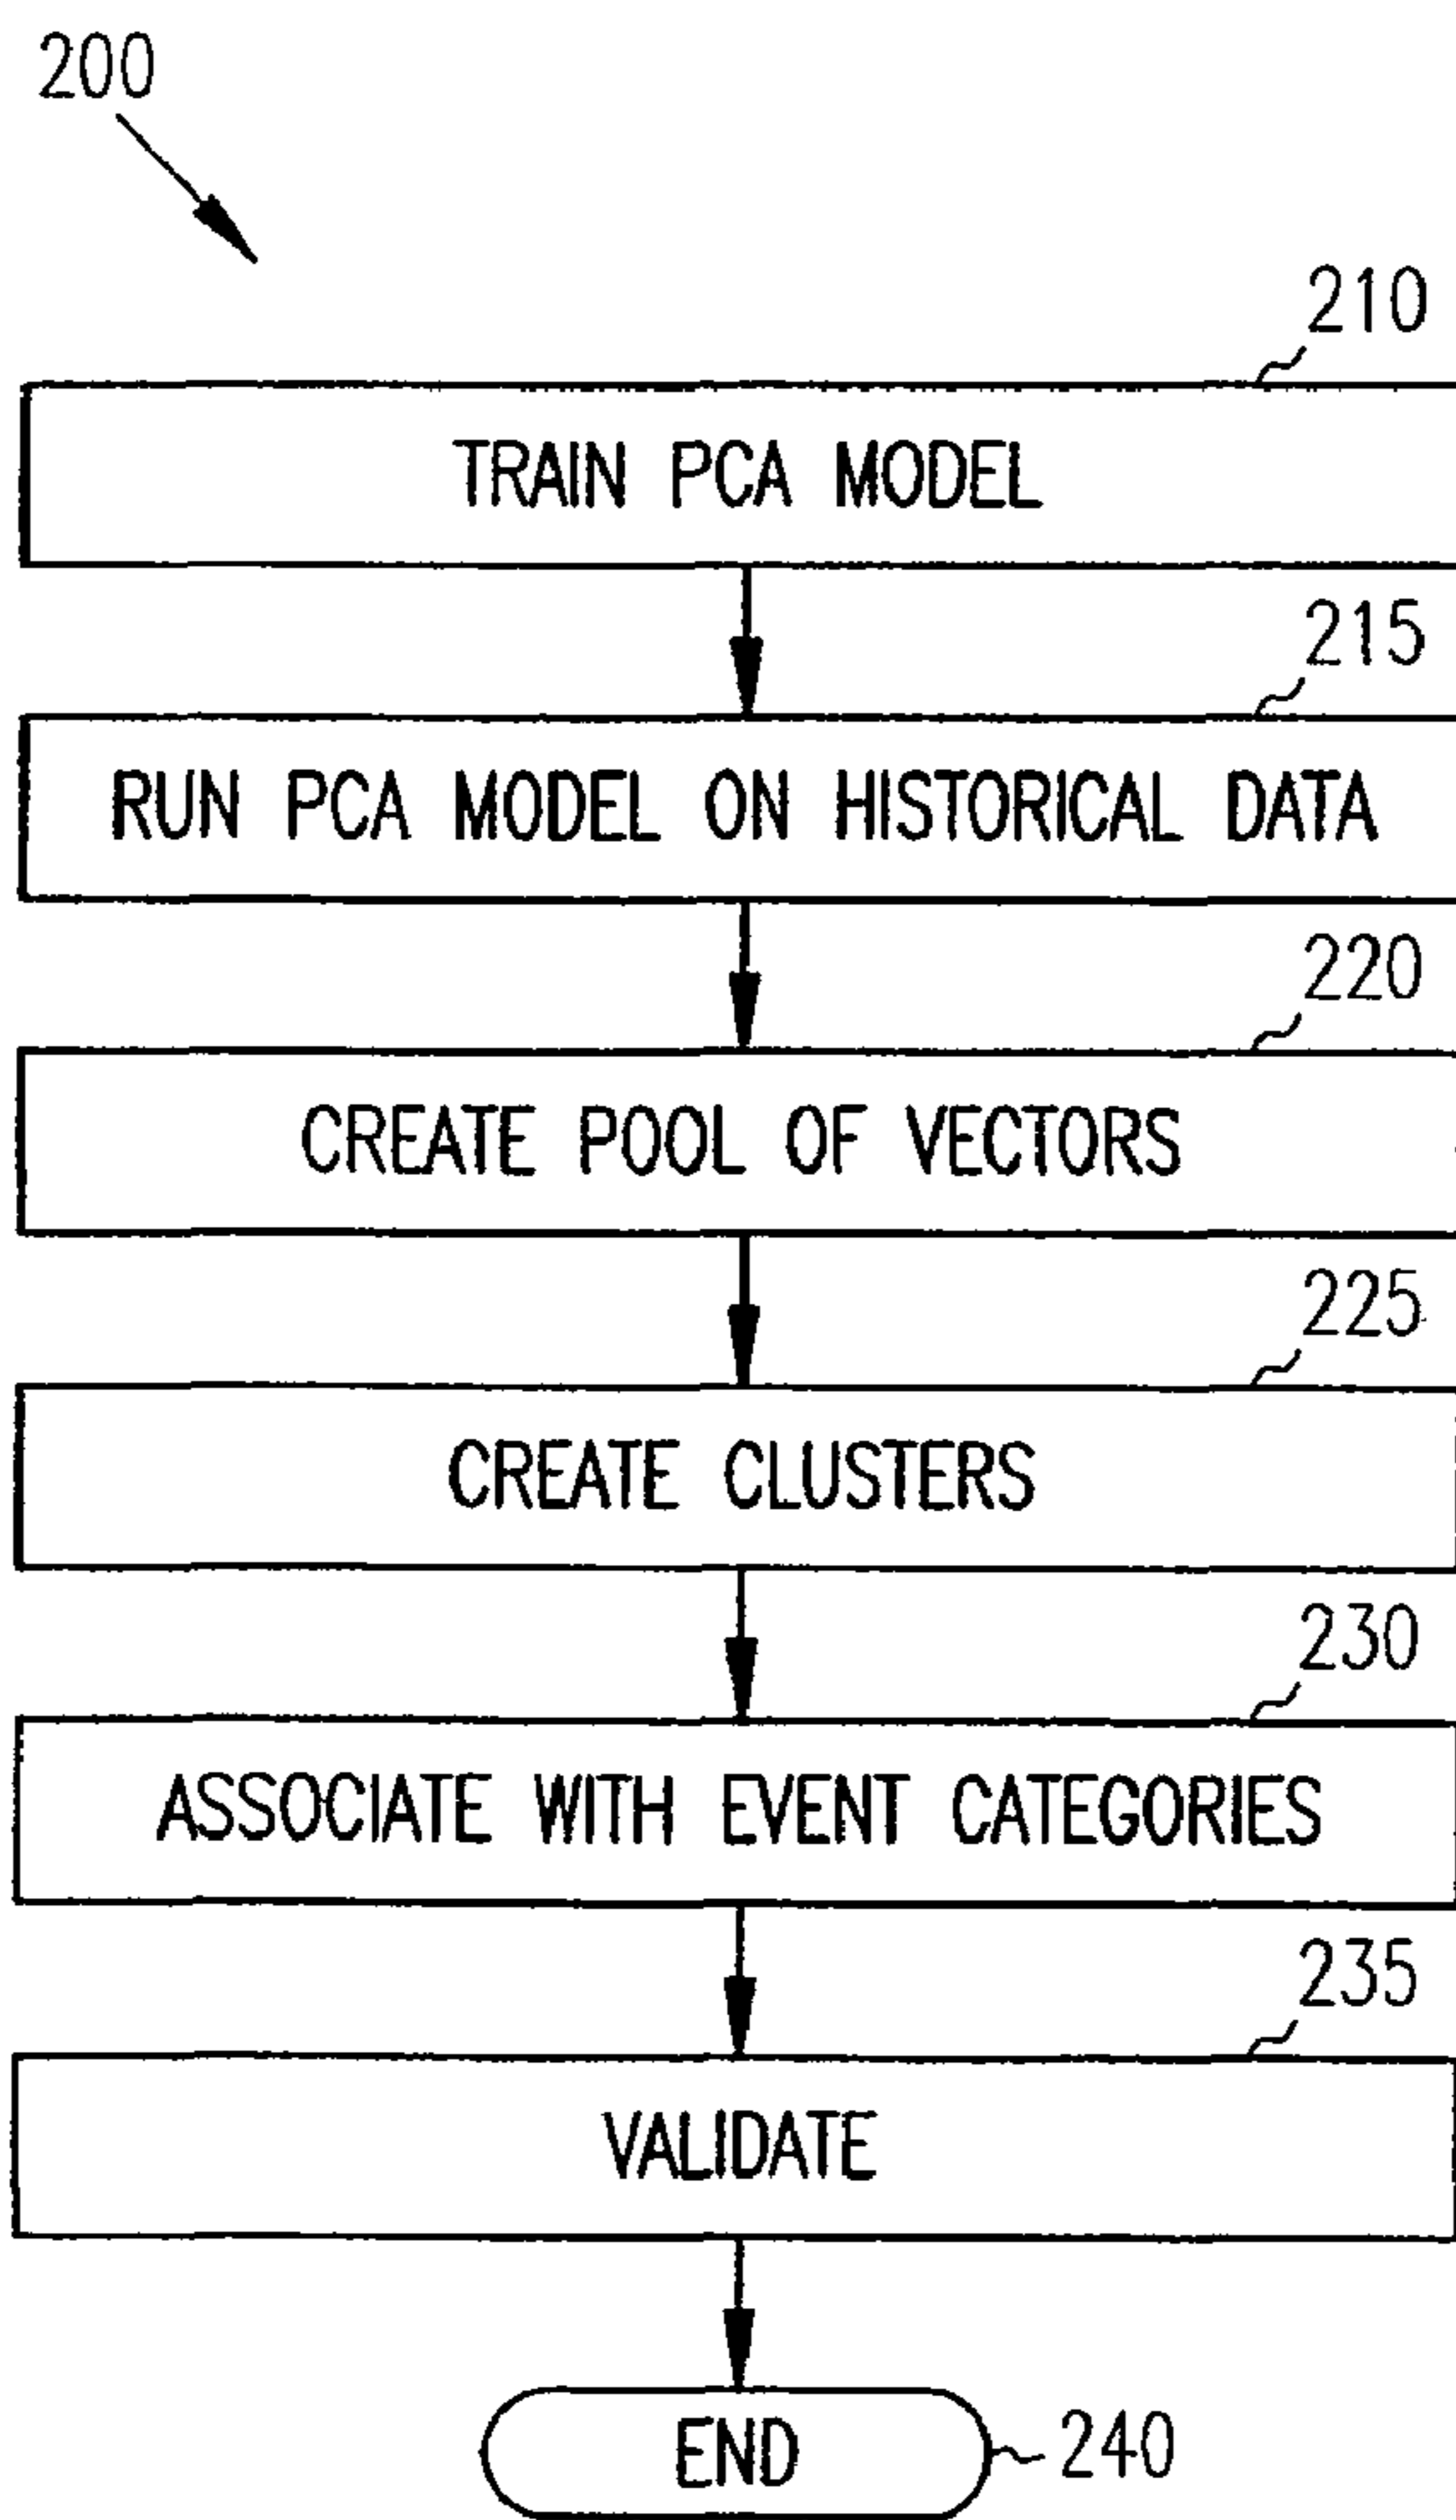 200
210
TRAIN PCA MODEL
215
RUN PCA MODEL ON HISTORICAL DATA
220
CREATE POOL OF VECTORS
225
CREATE CLUSTERS
230
ASSOCIATE WITH EVENT CATEGORIES
235
VALIDATE
END
240